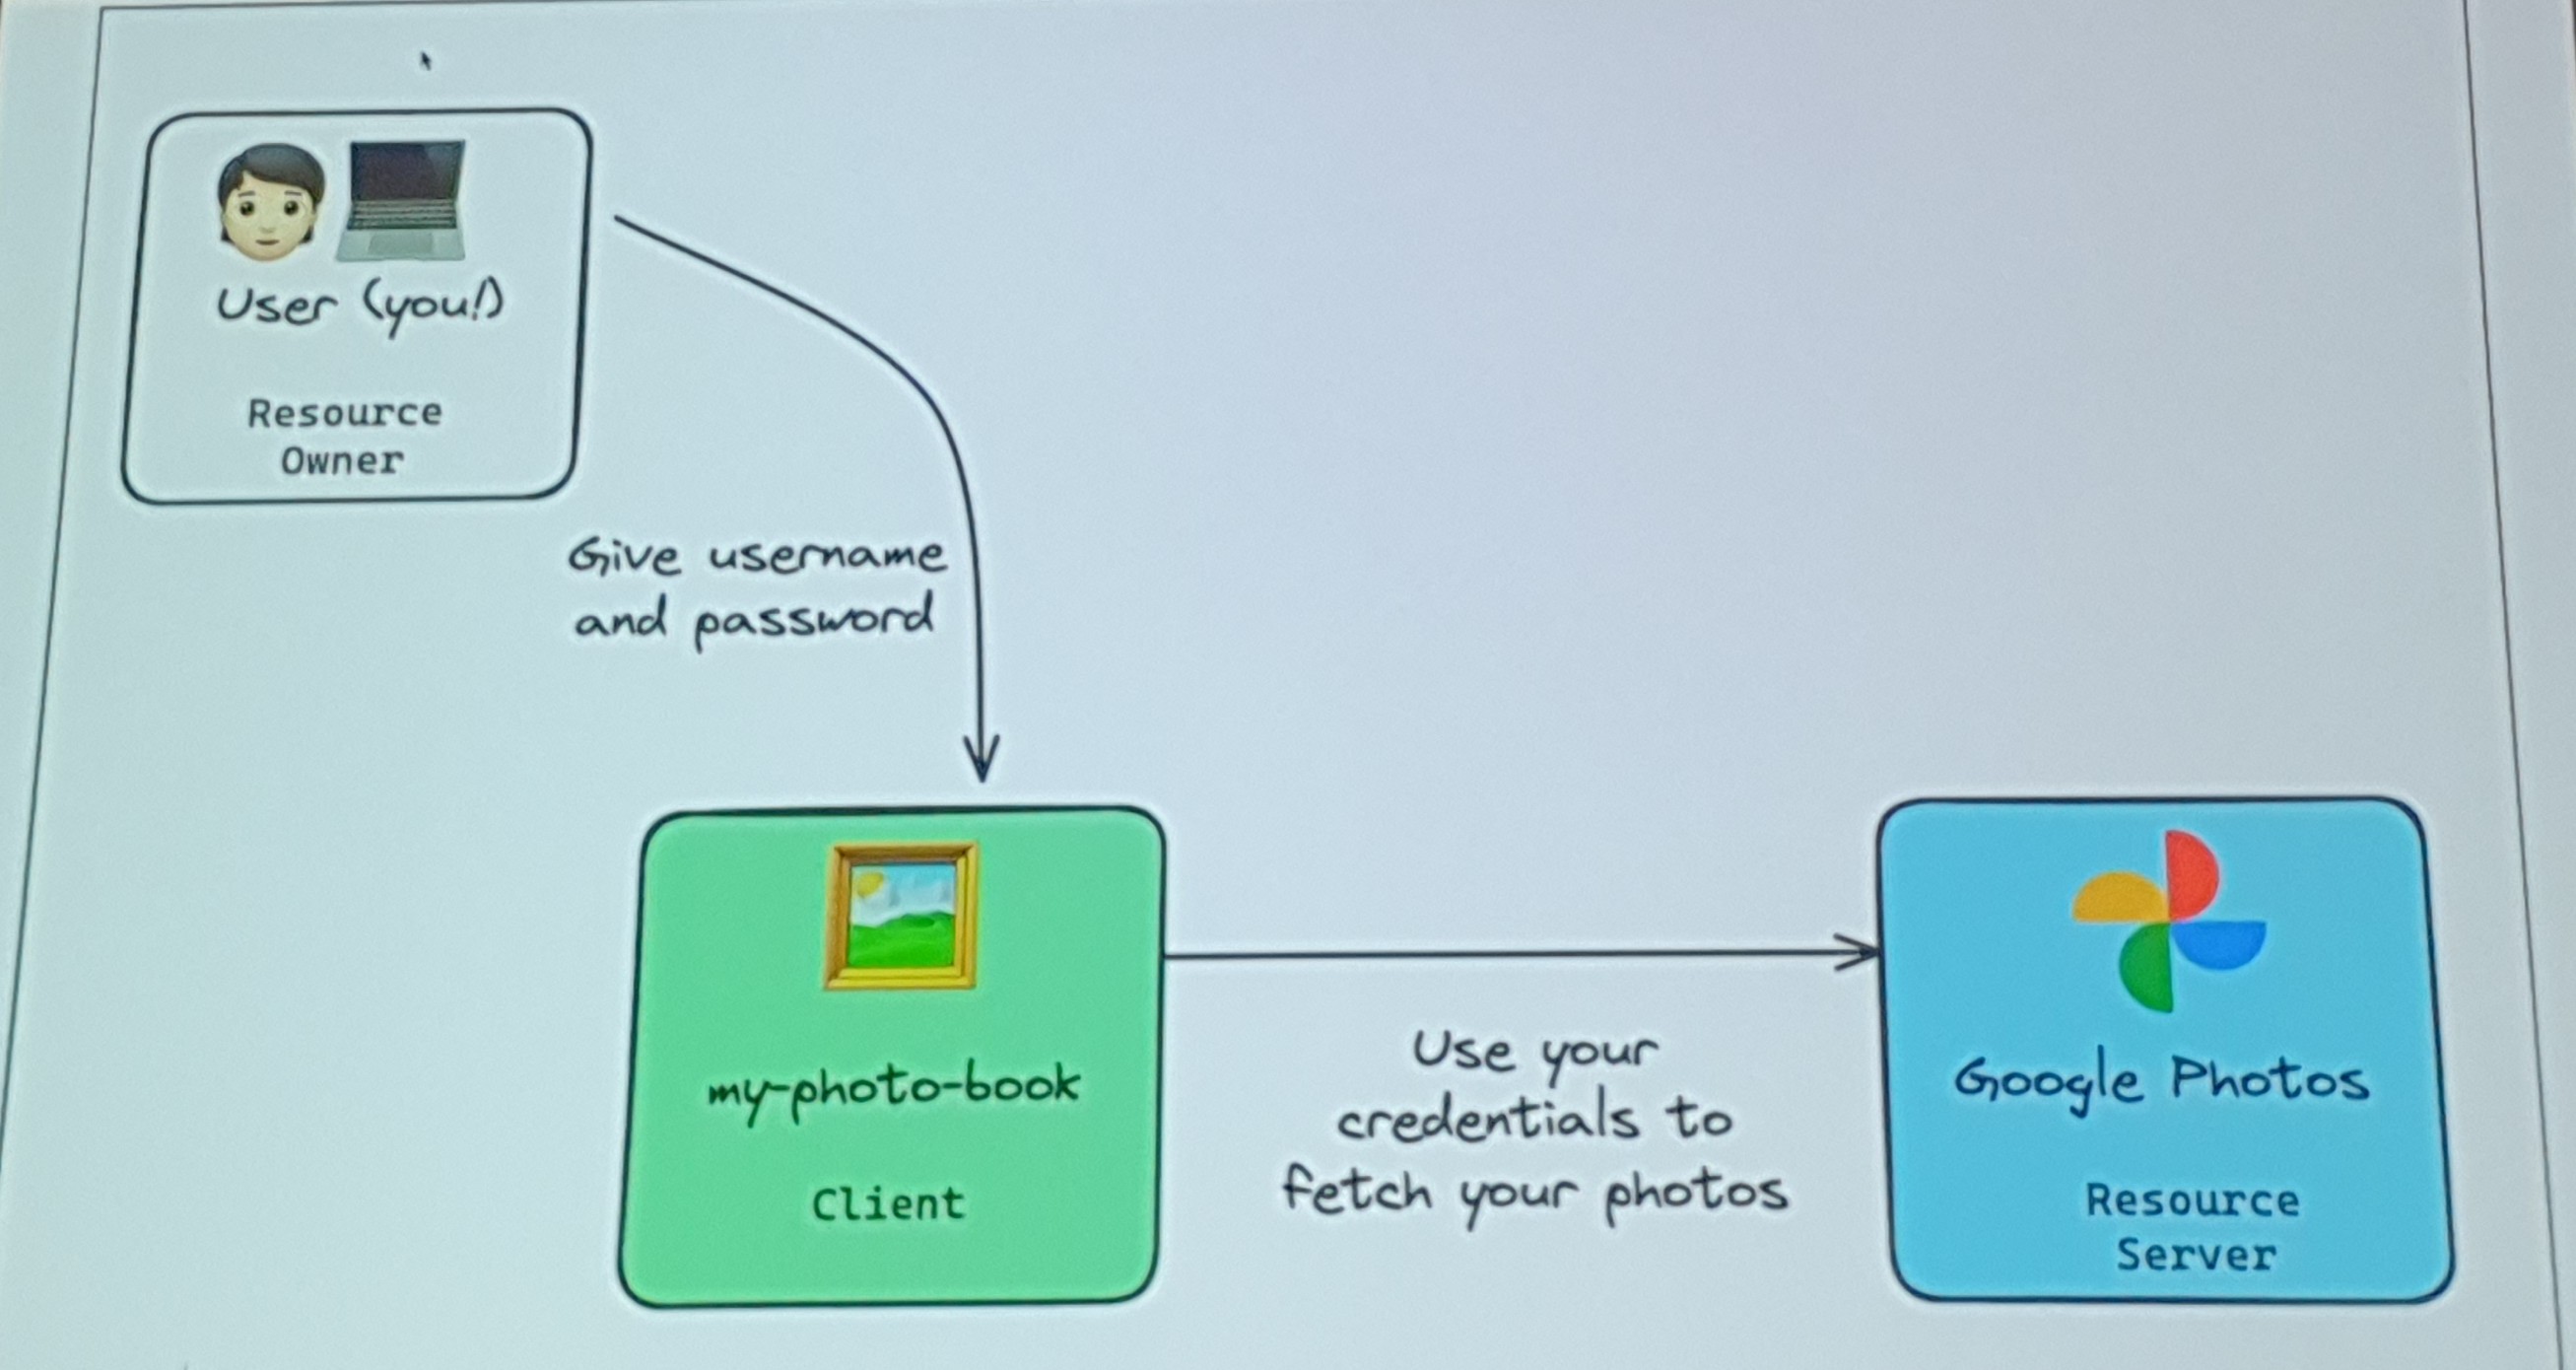 User (you!)
Resource
Owner
Give username
and password
my-photo-book
Client
Use your
credentials to
fetch your photos
Google Photos
Resource
Server